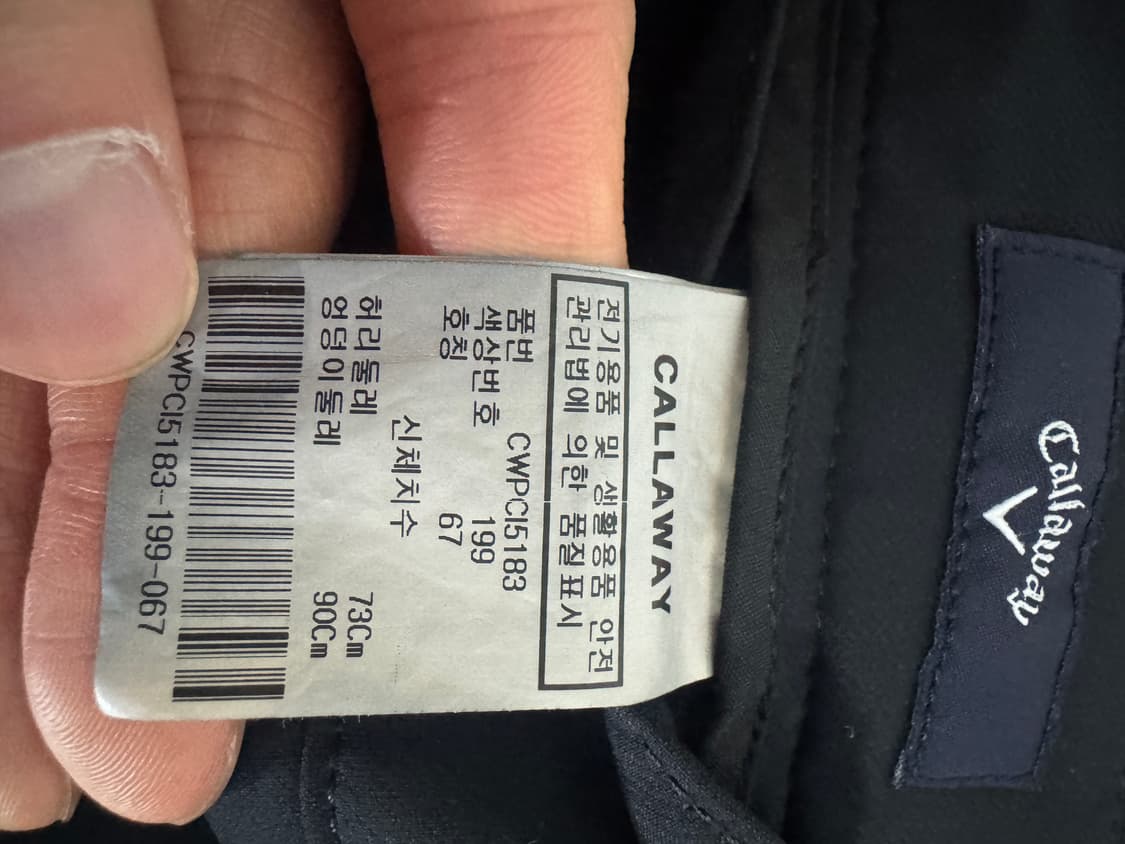 CALLAWAY
전기용품 및 생활용품 안전
관리법에 의한 품질표시
품번 CWPCI5183
색상번호 199
호칭 67
신체치수
허리둘레 73Cm
엉덩이둘레 90Cm
CWPCI5183-199-067
Callaway